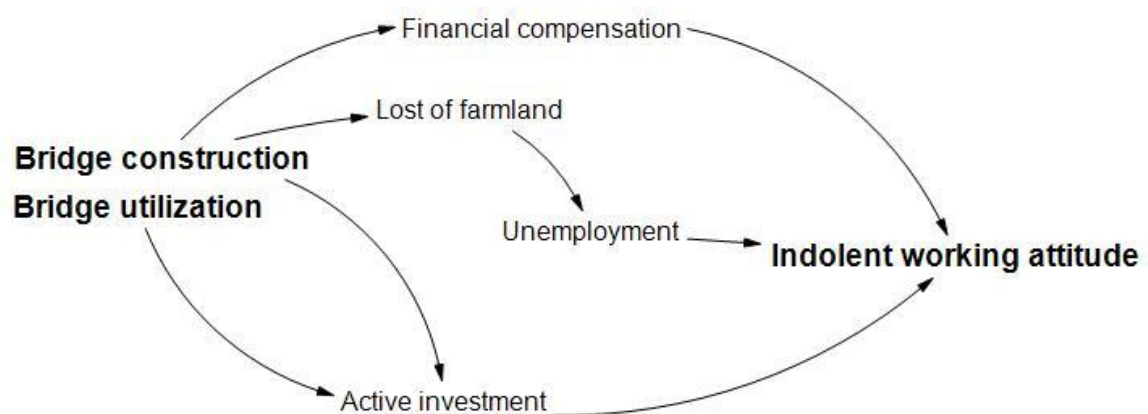 Financial compensation
Lost of farmland
Bridge construction
Bridge utilization
Unemployment
Indolent working attitude
Active investment